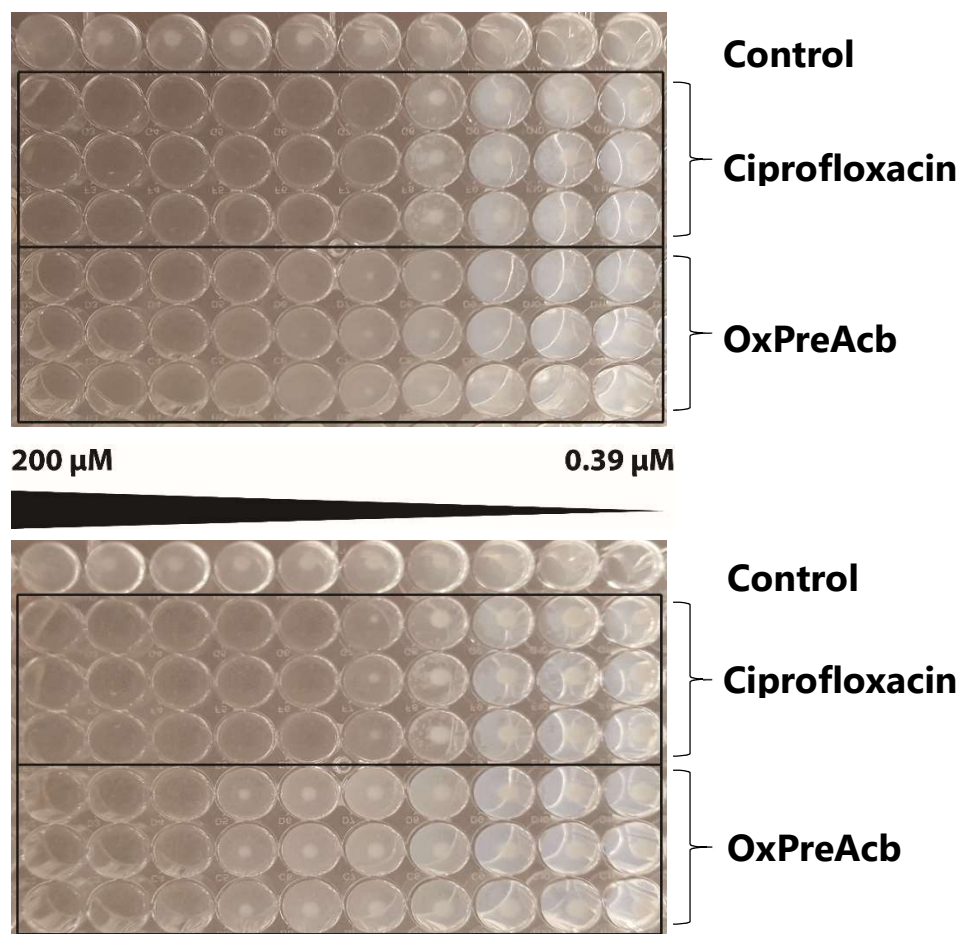 Control
Ciprofloxacin
OxPreAcb
200 µM 0.39 µM
Control
Ciprofloxacin
OxPreAcb